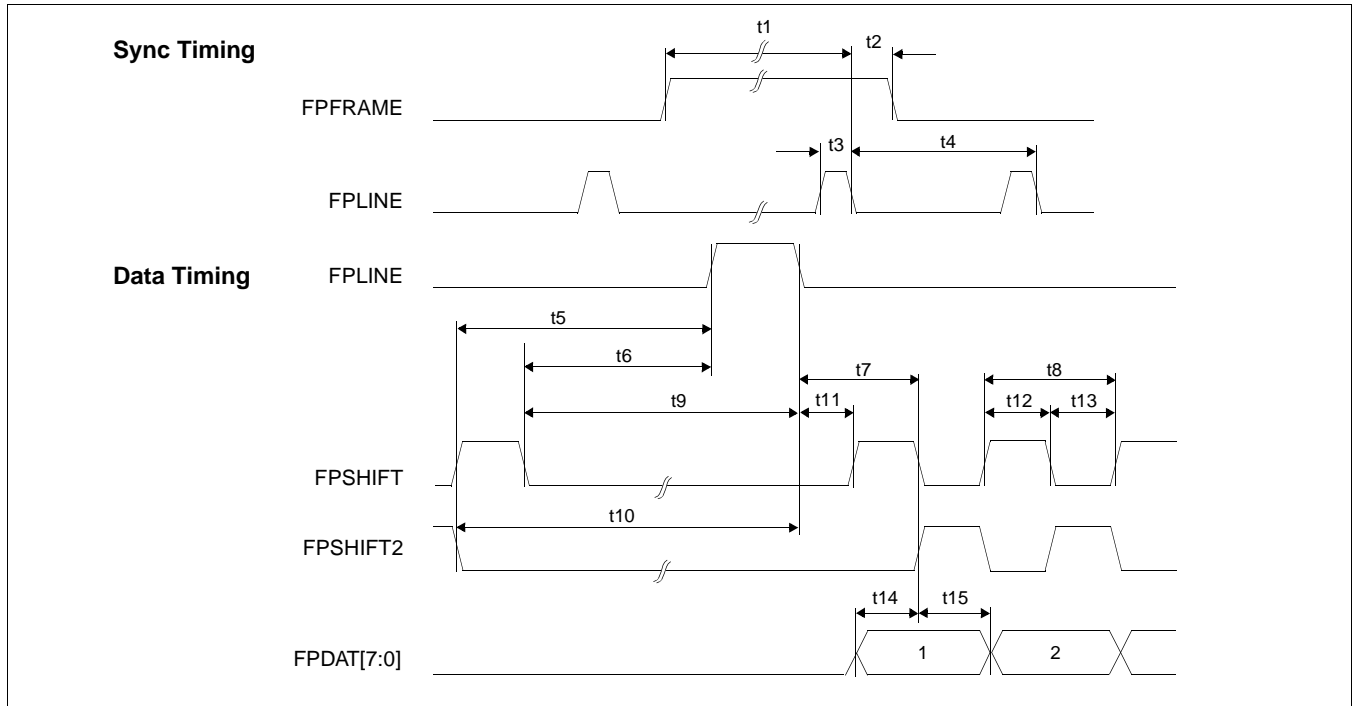 Sync Timing
t1
t2
FPFRAME
t3
t4
FPLINE
Data Timing
FPLINE
t5
t6
t7
t8
t9
t11
t12
t13
FPSHIFT
t10
FPSHIFT2
t14
t15
FPDAT[7:0]
1
2